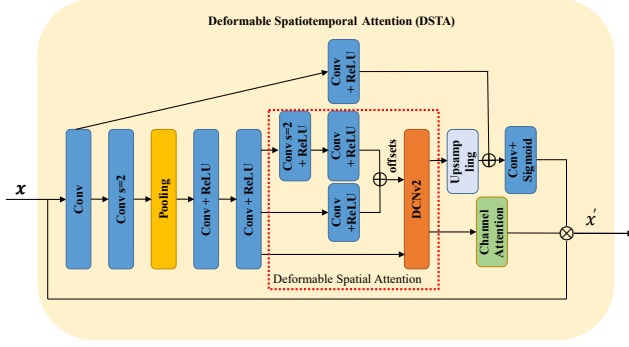 Deformable Spatiotemporal Attention (DSTA)
Conv
+ ReLU
x
Conv
Conv s=2
Pooling
Conv + ReLU
Conv + ReLU
Conv s=2
+ ReLU
Conv
+ReLU
Conv
+ReLU
offsets
DCNv2
Upsamp
ling
Conv+
Sigmoid
Channel
Attention
x'
Deformable Spatial Attention